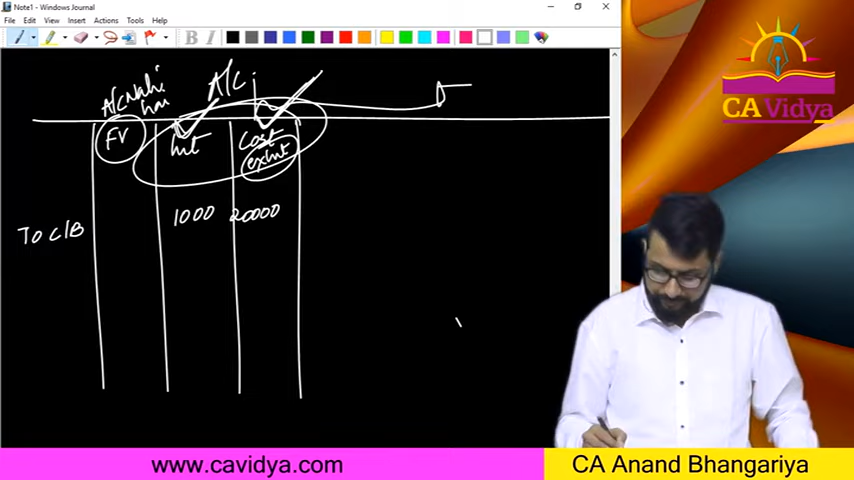 Note1 - Windows Journal
File Edit View Insert Actions Tools Help
B I
A/C Nahi A/C
hai
FV Int Cost
exInt
1000 20000
To C/B
CA Vidya
www.cavidya.com
CA Anand Bhangariya